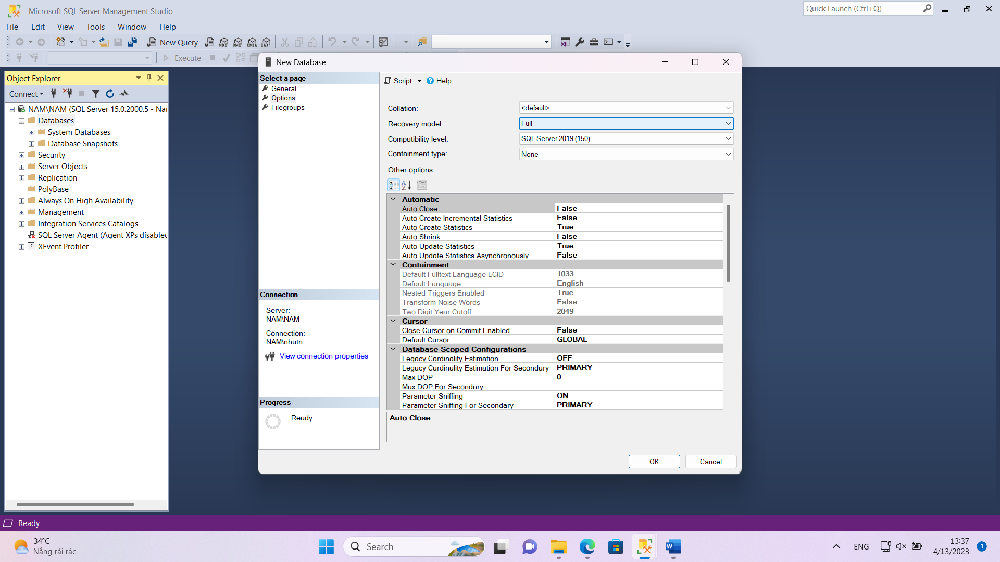 Microsoft SQL Server Management Studio
Quick Launch (Ctrl+Q)
File Edit View Tools Window Help
New Query MDX DMX XMLA DAX
Execute
Object Explorer
Connect
NAM\NAM (SQL Server 15.0.2000.5 - Nar
Databases
System Databases
Database Snapshots
Security
Server Objects
Replication
PolyBase
Always On High Availability
Management
Integration Services Catalogs
SQL Server Agent (Agent XPs disabled
XEvent Profiler
New Database
Select a page
General
Options
Filegroups
Connection
Server:
NAM\NAM
Connection:
NAM\nhutn
View connection properties
Progress
Ready
Script Help
Collation: <default>
Recovery model: Full
Compatibility level: SQL Server 2019 (150)
Containment type: None
Other options:
Automatic
Auto Close False
Auto Create Incremental Statistics False
Auto Create Statistics True
Auto Shrink False
Auto Update Statistics True
Auto Update Statistics Asynchronously False
Containment
Default Fulltext Language LCID 1033
Default Language English
Nested Triggers Enabled True
Transform Noise Words False
Two Digit Year Cutoff 2049
Cursor
Close Cursor on Commit Enabled False
Default Cursor GLOBAL
Database Scoped Configurations
Legacy Cardinality Estimation OFF
Legacy Cardinality Estimation For Secondary PRIMARY
Max DOP 0
Max DOP For Secondary
Parameter Sniffing ON
Parameter Sniffing For Secondary PRIMARY
Auto Close
OK Cancel
Ready
34°C
Nắng rải rác
Search
ENG
13:37
4/13/2023
1